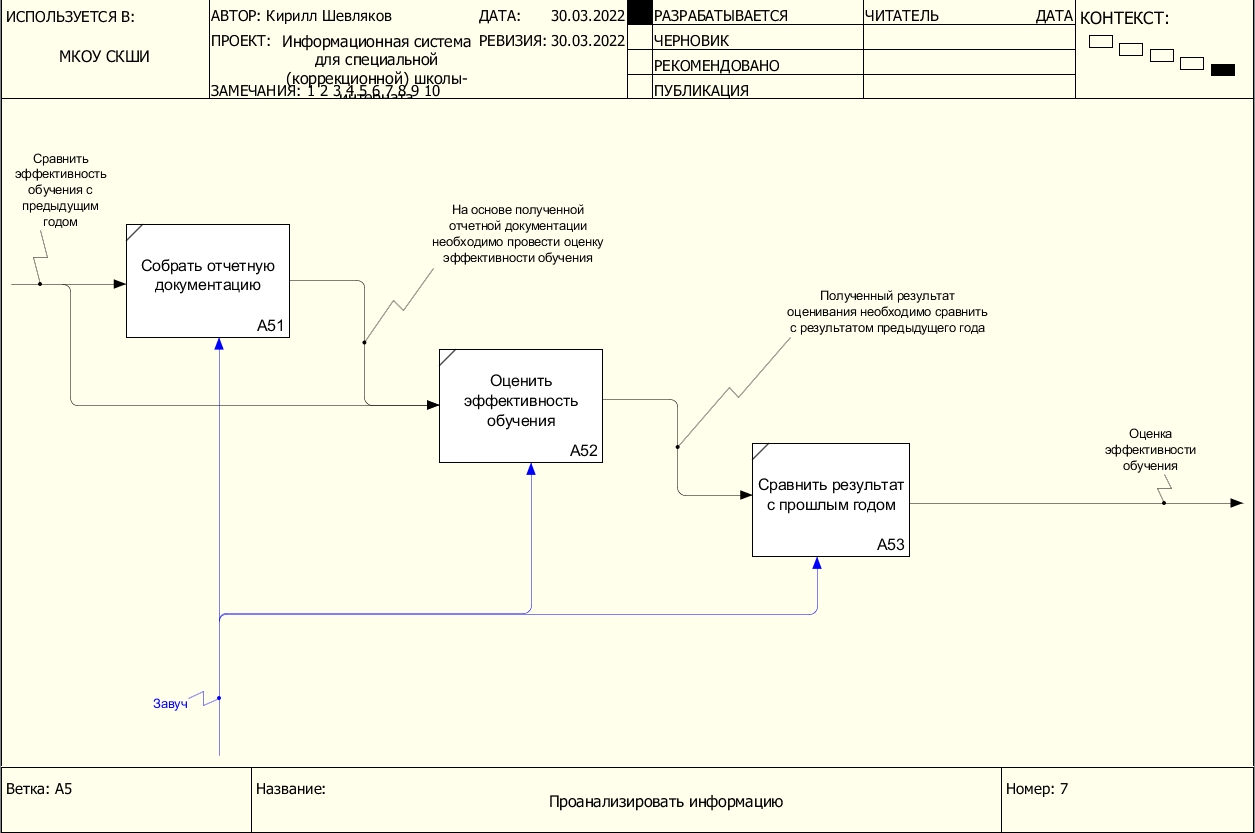 ИСПОЛЬЗУЕТСЯ В:
МКОУ СКШИ
АВТОР: Кирилл Шевляков
ДАТА: 30.03.2022
ПРОЕКТ: Информационная система
для специальной
(коррекционной) школы-
интерната
РЕВИЗИЯ: 30.03.2022
ЗАМЕЧАНИЯ: 1 2 3 4 5 6 7 8 9 10
РАЗРАБАТЫВАЕТСЯ
ЧЕРНОВИК
РЕКОМЕНДОВАНО
ПУБЛИКАЦИЯ
ЧИТАТЕЛЬ ДАТА
КОНТЕКСТ:
Сравнить
эффективность
обучения с
предыдущим
годом
Собрать отчетную
документацию
A51
На основе полученной
отчетной документации
необходимо провести оценку
эффективности обучения
Оценить
эффективность
обучения
A52
Полученный результат
оценивания необходимо сравнить
с результатом предыдущего года
Сравнить результат
с прошлым годом
A53
Оценка
эффективности
обучения
Завуч
Ветка: A5
Название:
Проанализировать информацию
Номер: 7